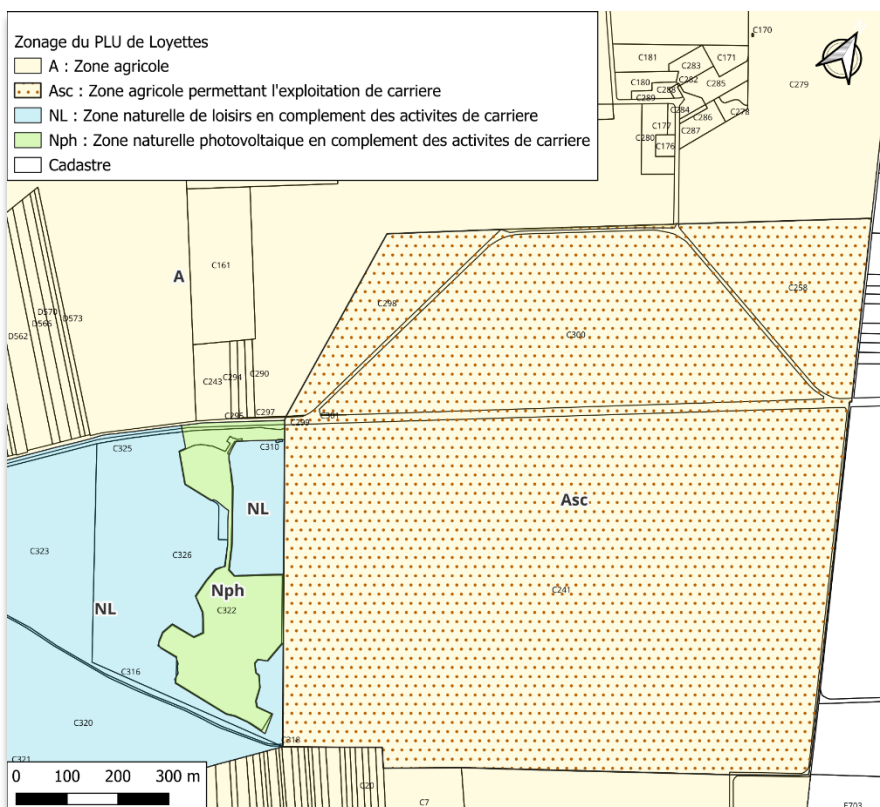 Zonage du PLU de Loyettes
A : Zone agricole
Asc : Zone agricole permettant l'exploitation de carriere
NL : Zone naturelle de loisirs en complement des activites de carriere
Nph : Zone naturelle photovoltaique en complement des activites de carriere
Cadastre
C170
C181
C171
C283
C282
C180
C285
C279
C288
C289
C284
C278
C286
C177
C287
C280
C176
C161
A
C298
C258
D570
D573
D566
D562
C300
C243
C294
C290
C295
C297
C301
C299
C325
C310
NL
Asc
C323
C326
C241
Nph
C322
NL
C316
C320
C318
C321
0 100 200 300 m
C20
C7
F703